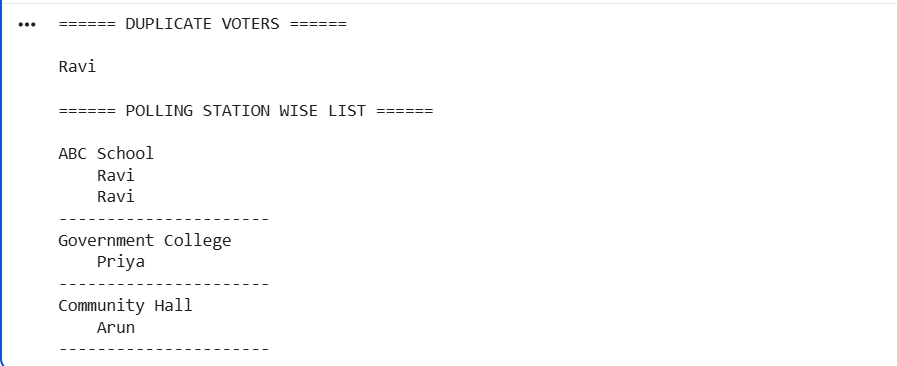 ====== DUPLICATE VOTERS ======
Ravi
====== POLLING STATION WISE LIST ======
ABC School
    Ravi
    Ravi
----------------------
Government College
    Priya
----------------------
Community Hall
    Arun
----------------------